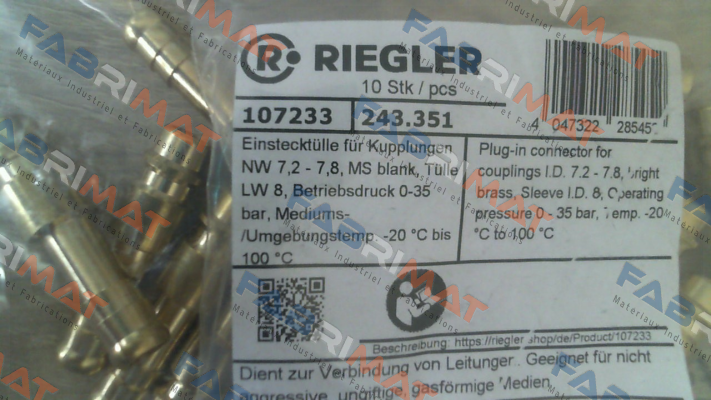 RIEGLER
10 Stk / pcs
107233 243.351
4 047322 28545
Einstecktülle für Kupplungen
NW 7,2 - 7,8, MS blank, Tülle
LW 8, Betriebsdruck 0-35
bar, Mediums-
/Umgebungstemp. -20 °C bis
100 °C
Plug-in connector for
couplings I.D. 7.2 - 7.8, bright
brass, Sleeve I.D. 8, Operating
pressure 0 - 35 bar, Temp. -20
°C to 100 °C
Beschreibung: https://riegler.shop/de/Product/107233
Dient zur Verbindung von Leitungen. Geeignet für nicht
aggressive, ungiftige, gasförmige Medien.
FABRIMAT
Materiaux Industriel et Fabrications